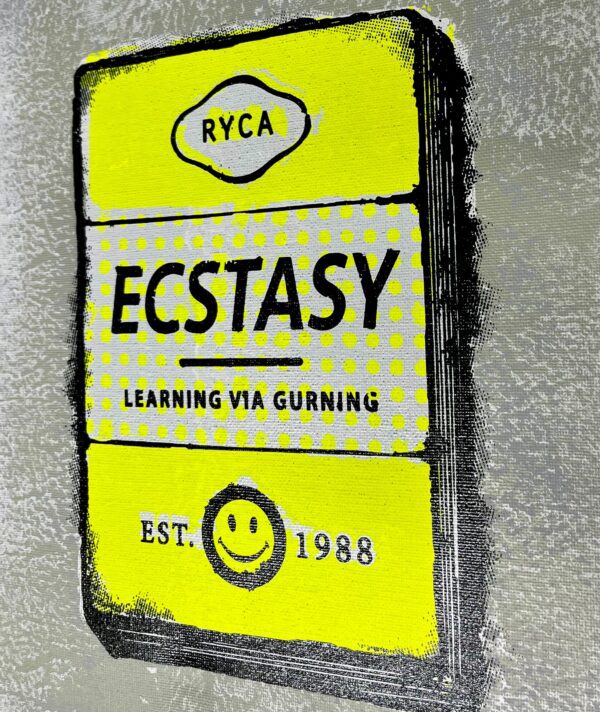 RYCA
ECSTASY
LEARNING VIA GURNING
EST. 1988